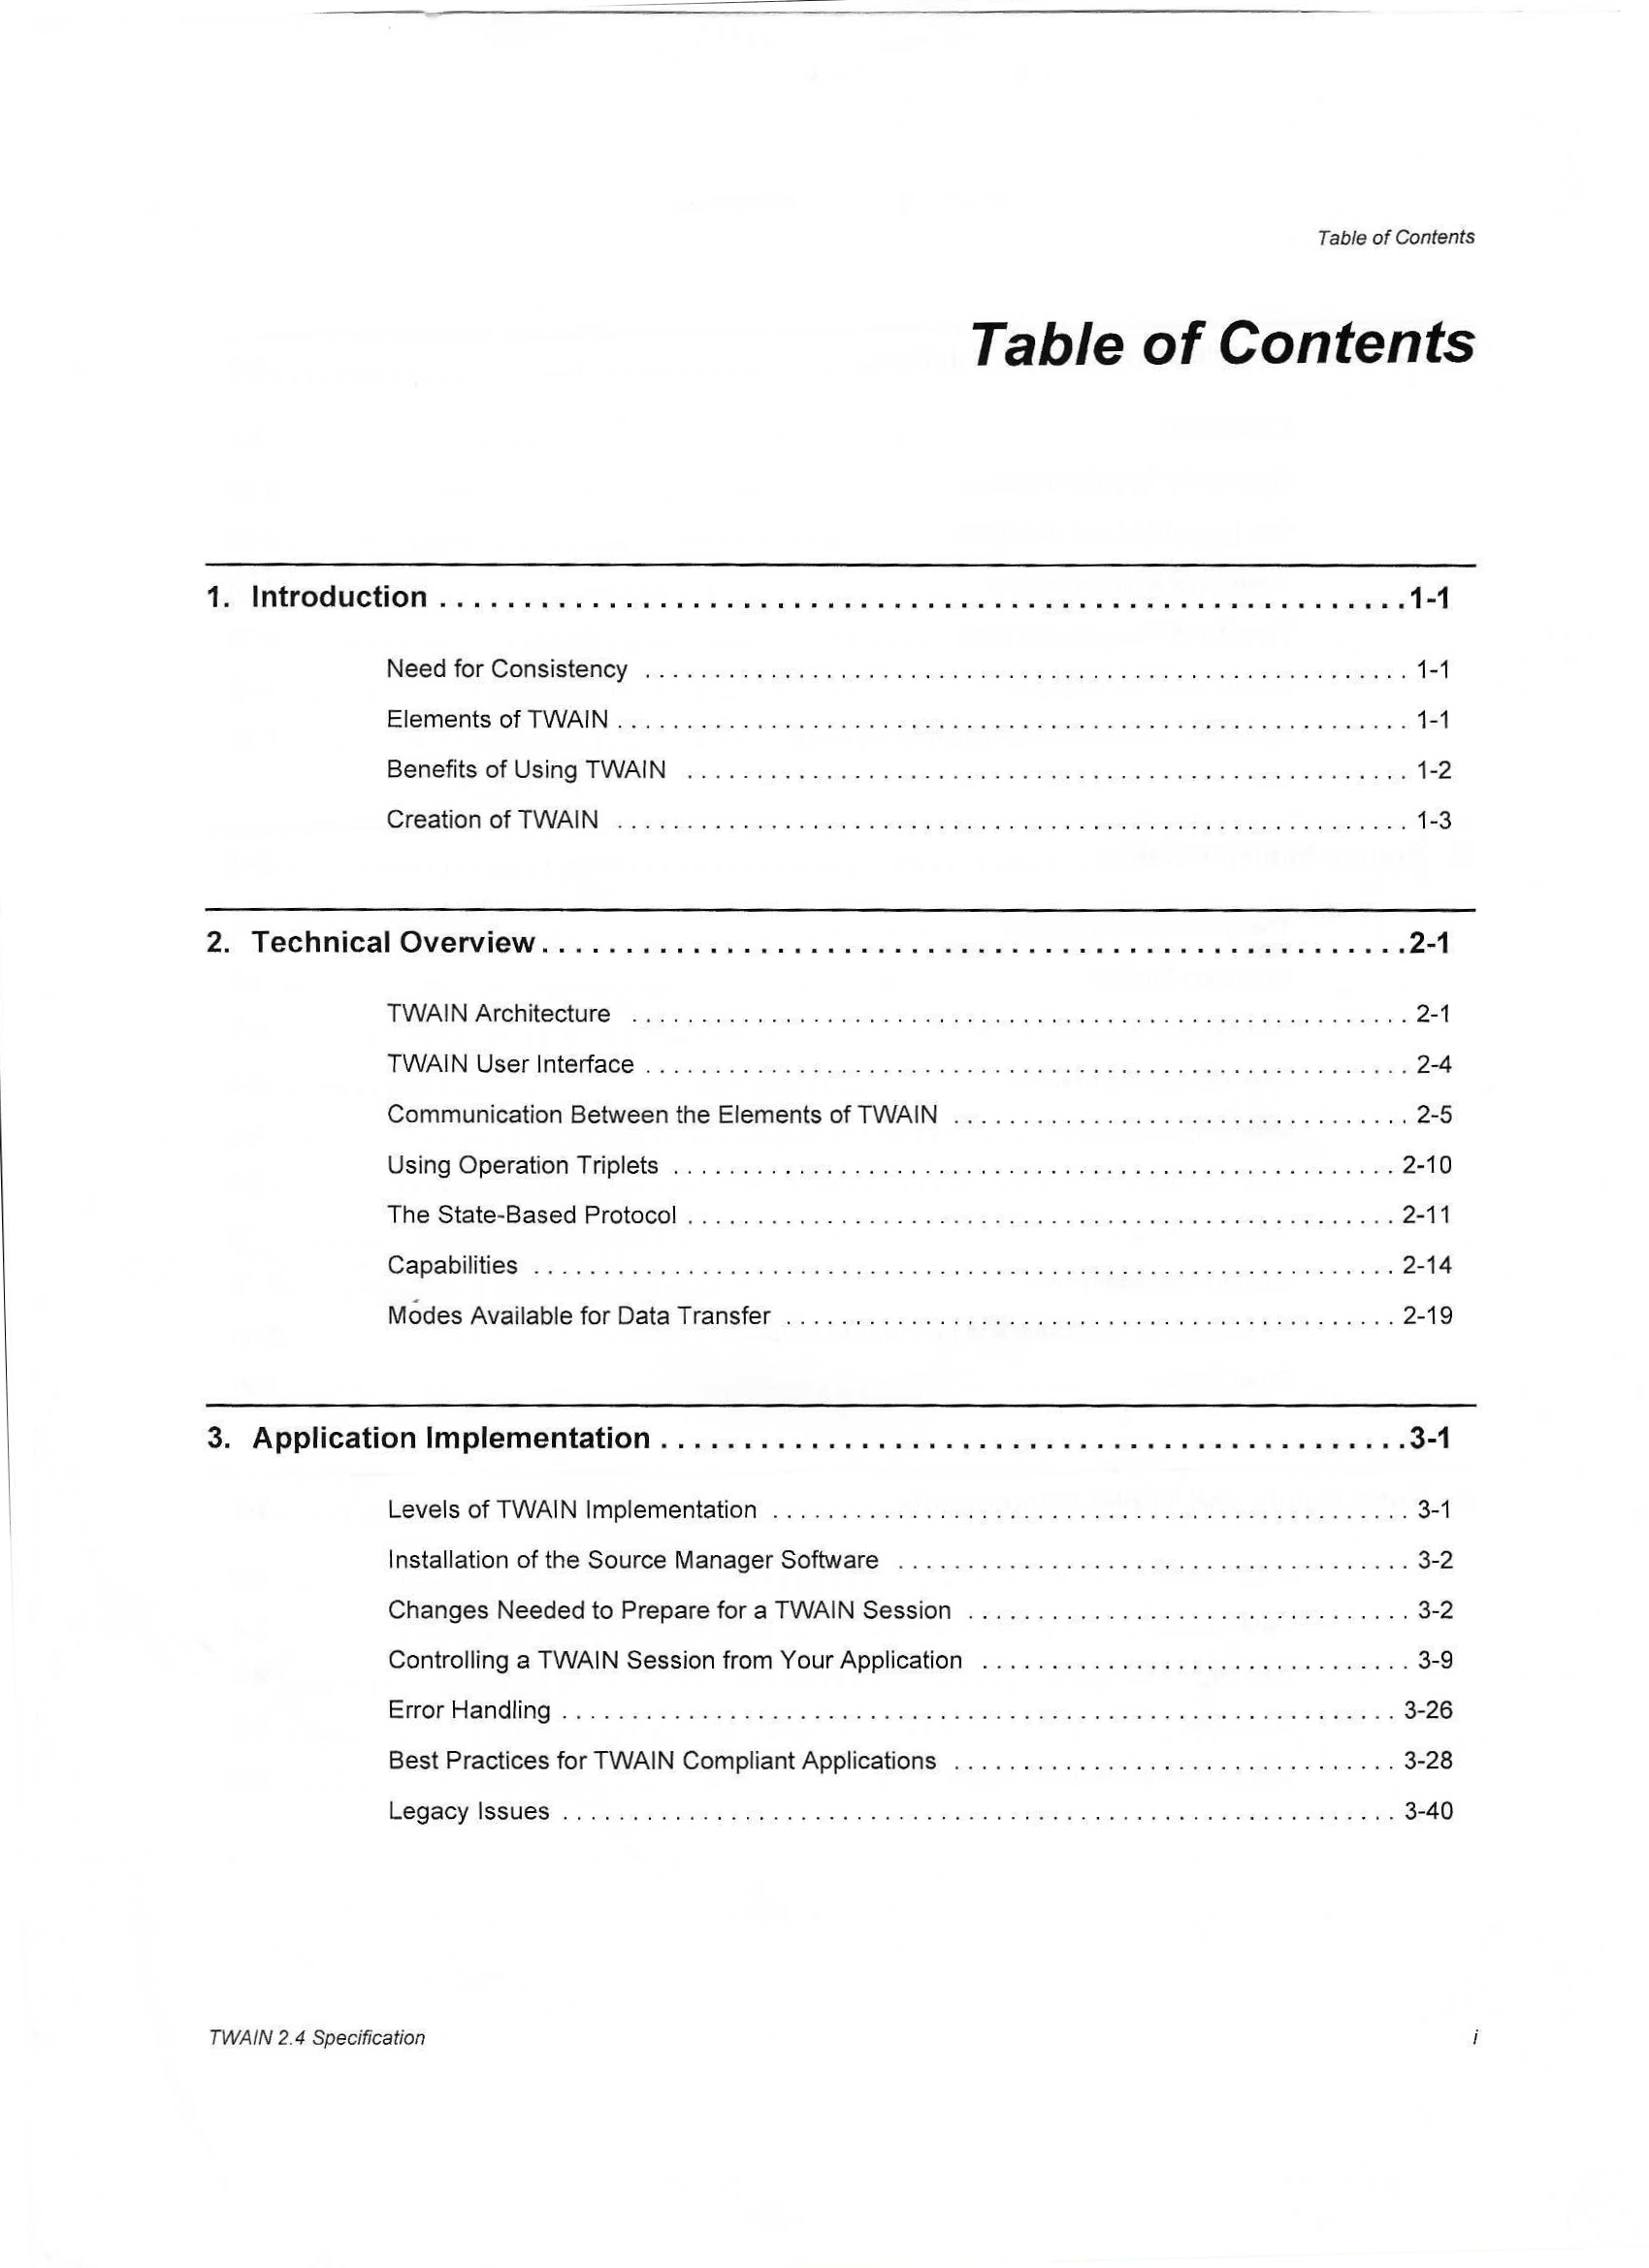 Table of Contents
Table of Contents
1. Introduction . . . . . . . . . . . . . . . . . . . . . . . . . . . . . . . . . . . . . . . . . . . . . . . . . . . . . . . . . .1-1
Need for Consistency . . . . . . . . . . . . . . . . . . . . . . . . . . . . . . . . . . . . . . . . . . . . . . . . . . . . . . . 1-1
Elements of TWAIN . . . . . . . . . . . . . . . . . . . . . . . . . . . . . . . . . . . . . . . . . . . . . . . . . . . . . . . . . 1-1
Benefits of Using TWAIN . . . . . . . . . . . . . . . . . . . . . . . . . . . . . . . . . . . . . . . . . . . . . . . . . . . . 1-2
Creation of TWAIN . . . . . . . . . . . . . . . . . . . . . . . . . . . . . . . . . . . . . . . . . . . . . . . . . . . . . . . . . 1-3
2. Technical Overview. . . . . . . . . . . . . . . . . . . . . . . . . . . . . . . . . . . . . . . . . . . . . . . . . . . .2-1
TWAIN Architecture . . . . . . . . . . . . . . . . . . . . . . . . . . . . . . . . . . . . . . . . . . . . . . . . . . . . . . . . 2-1
TWAIN User Interface . . . . . . . . . . . . . . . . . . . . . . . . . . . . . . . . . . . . . . . . . . . . . . . . . . . . . . . 2-4
Communication Between the Elements of TWAIN . . . . . . . . . . . . . . . . . . . . . . . . . . . . . . . . . 2-5
Using Operation Triplets . . . . . . . . . . . . . . . . . . . . . . . . . . . . . . . . . . . . . . . . . . . . . . . . . . . . 2-10
The State-Based Protocol . . . . . . . . . . . . . . . . . . . . . . . . . . . . . . . . . . . . . . . . . . . . . . . . . . . 2-11
Capabilities . . . . . . . . . . . . . . . . . . . . . . . . . . . . . . . . . . . . . . . . . . . . . . . . . . . . . . . . . . . . . . 2-14
Modes Available for Data Transfer . . . . . . . . . . . . . . . . . . . . . . . . . . . . . . . . . . . . . . . . . . . . 2-19
3. Application Implementation . . . . . . . . . . . . . . . . . . . . . . . . . . . . . . . . . . . . . . . . . . . . .3-1
Levels of TWAIN Implementation . . . . . . . . . . . . . . . . . . . . . . . . . . . . . . . . . . . . . . . . . . . . . . 3-1
Installation of the Source Manager Software . . . . . . . . . . . . . . . . . . . . . . . . . . . . . . . . . . . . . 3-2
Changes Needed to Prepare for a TWAIN Session . . . . . . . . . . . . . . . . . . . . . . . . . . . . . . . . 3-2
Controlling a TWAIN Session from Your Application . . . . . . . . . . . . . . . . . . . . . . . . . . . . . . . 3-9
Error Handling . . . . . . . . . . . . . . . . . . . . . . . . . . . . . . . . . . . . . . . . . . . . . . . . . . . . . . . . . . . . 3-26
Best Practices for TWAIN Compliant Applications . . . . . . . . . . . . . . . . . . . . . . . . . . . . . . . . 3-28
Legacy Issues . . . . . . . . . . . . . . . . . . . . . . . . . . . . . . . . . . . . . . . . . . . . . . . . . . . . . . . . . . . . 3-40
TWAIN 2.4 Specification
i